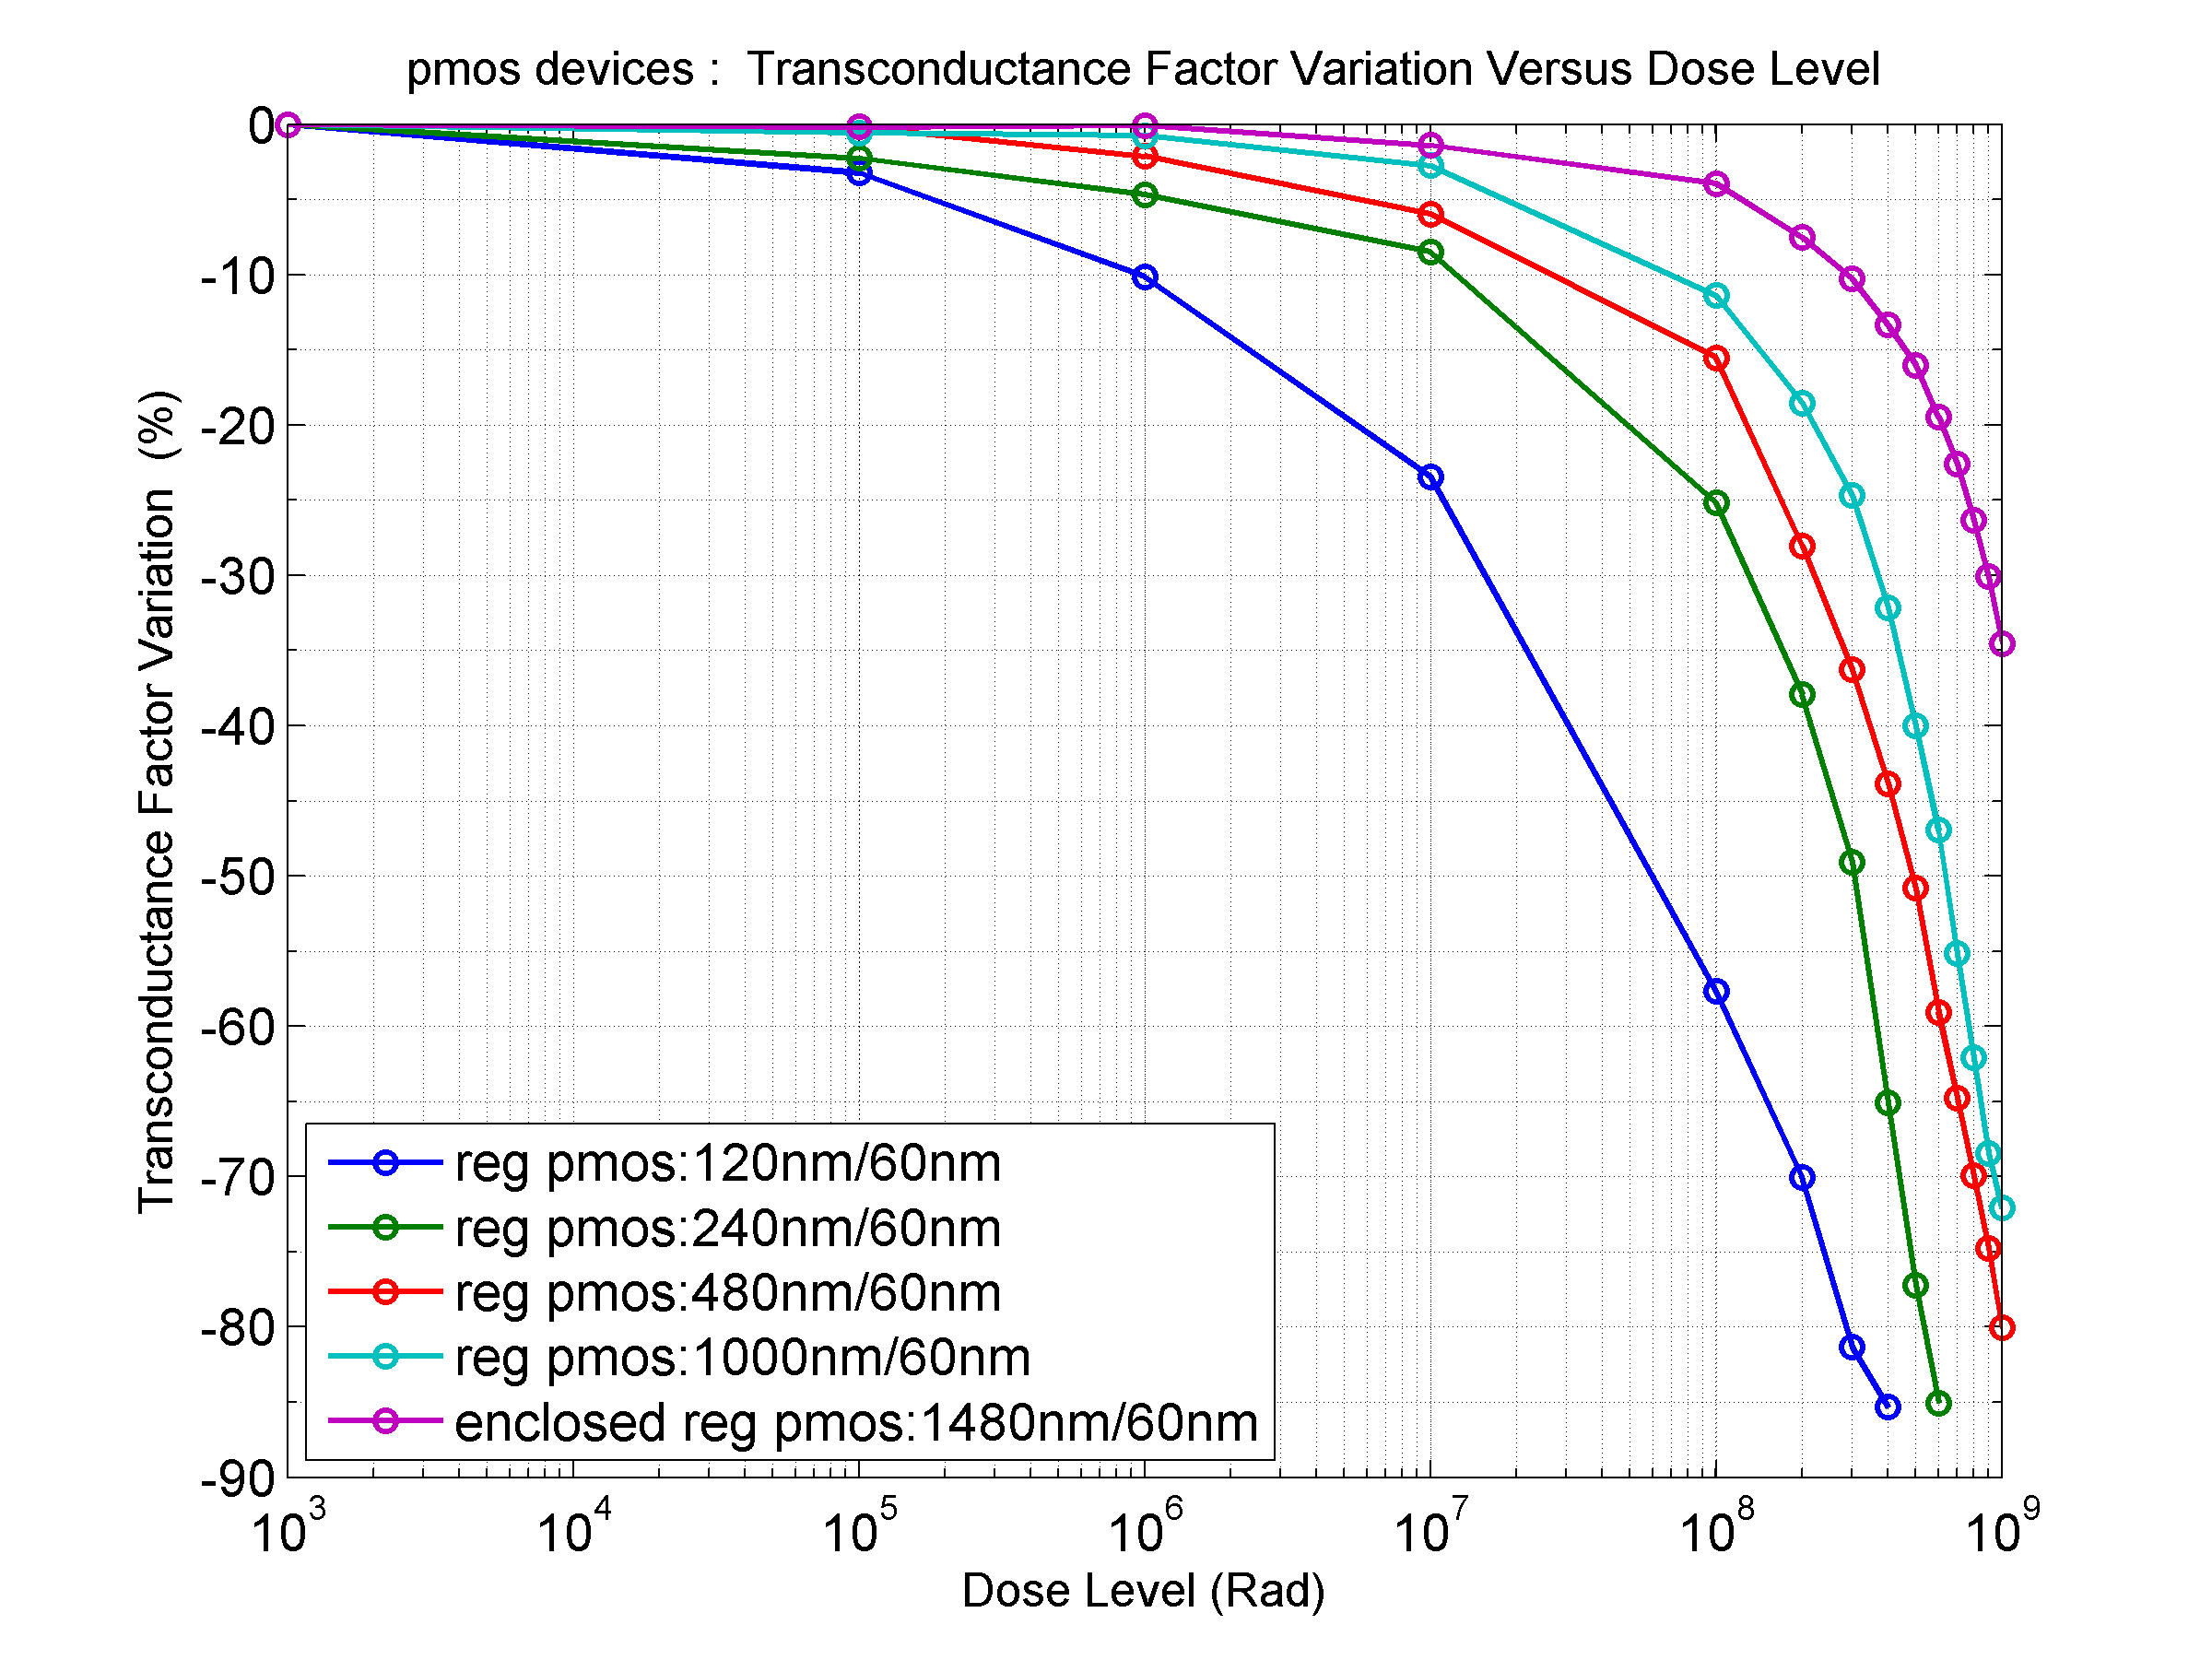 pmos devices :  Transconductance Factor Variation Versus Dose Level
Transconductance Factor Variation  (%)
0
-10
-20
-30
-40
-50
-60
-70
-80
-90
reg pmos:120nm/60nm
reg pmos:240nm/60nm
reg pmos:480nm/60nm
reg pmos:1000nm/60nm
enclosed reg pmos:1480nm/60nm
10³ 10⁴ 10⁵ 10⁶ 10⁷ 10⁸ 10⁹
Dose Level (Rad)